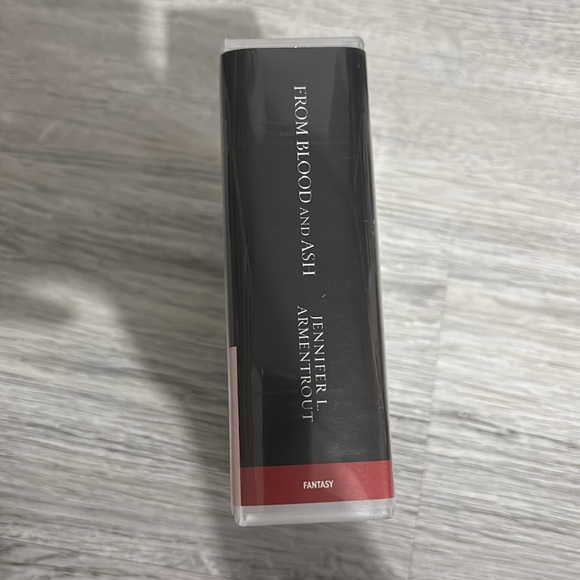 FROM BLOOD AND ASH
JENNIFER L.
ARMENTROUT
FANTASY